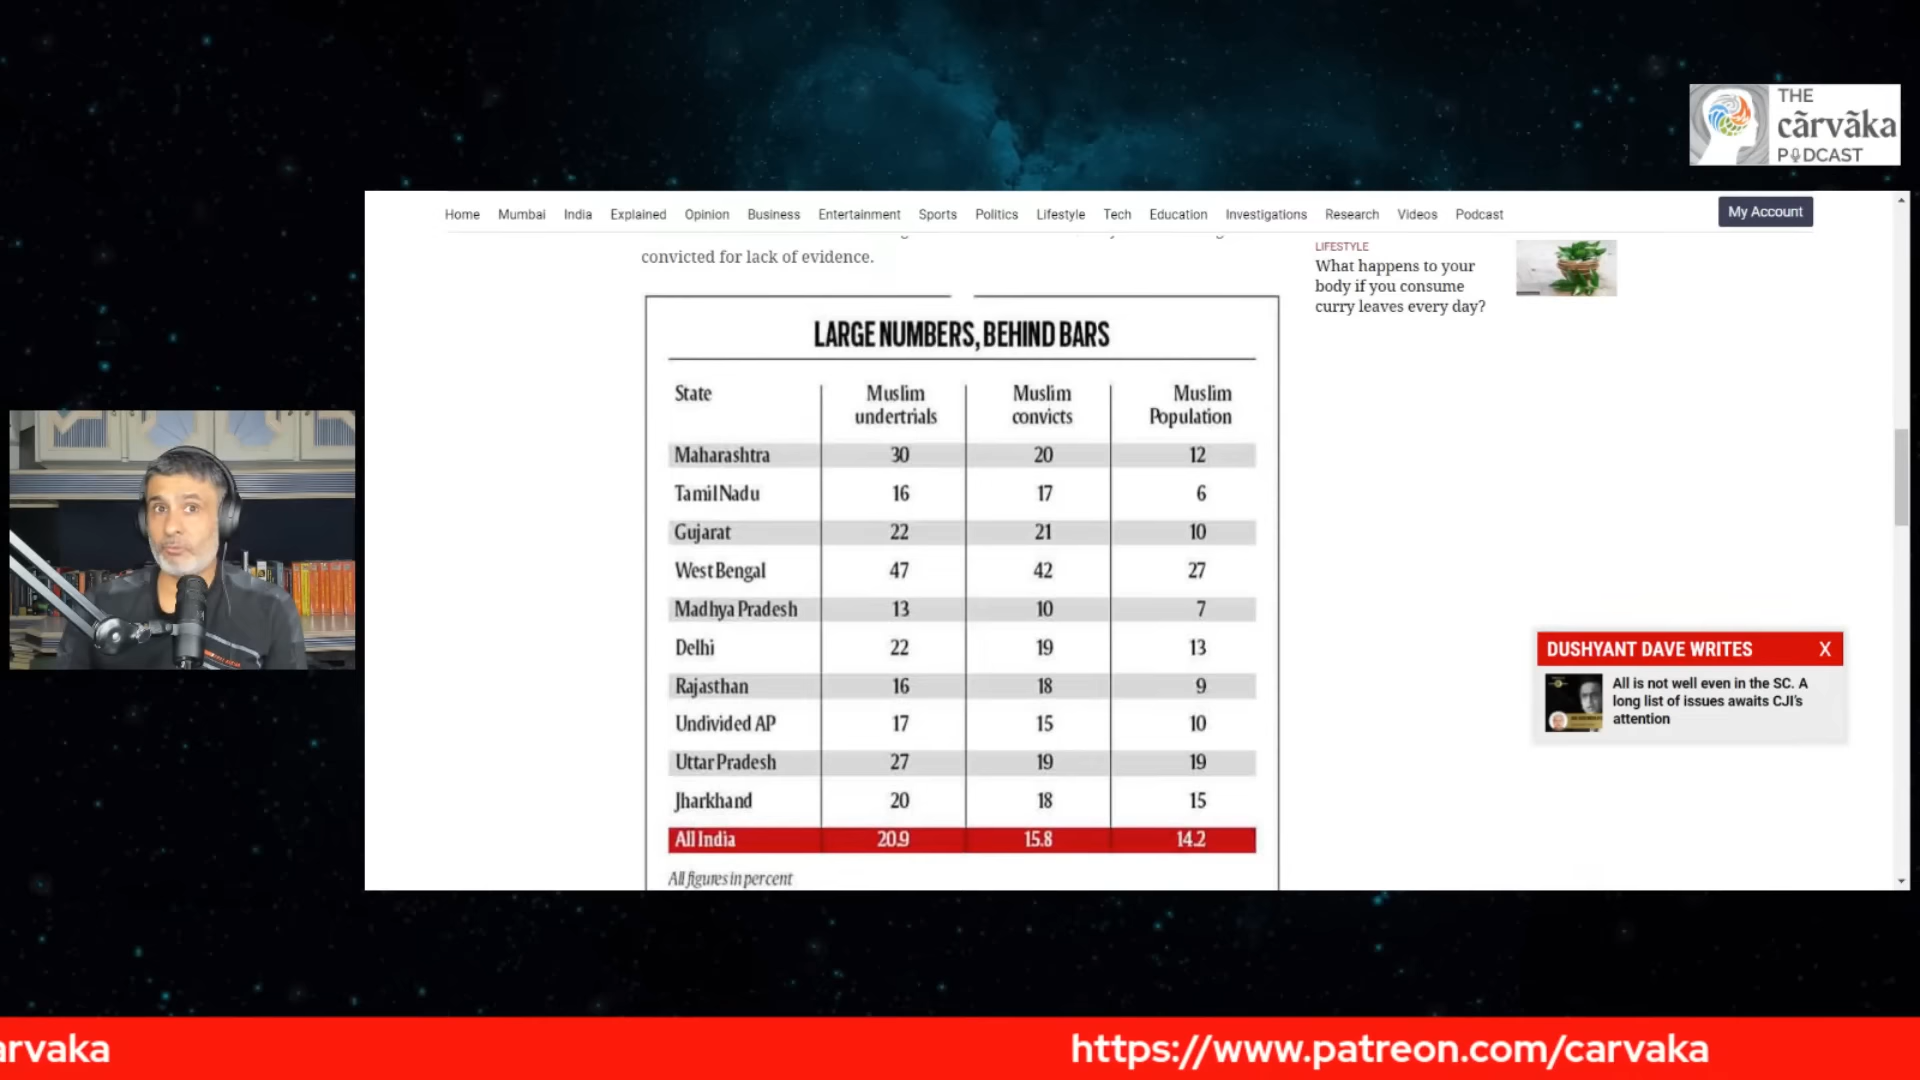 THE
cãrvãka
PODCAST
Home Mumbai India Explained Opinion Business Entertainment Sports Politics Lifestyle Tech Education Investigations Research Videos Podcast
My Account
convicted for lack of evidence.
LIFESTYLE
What happens to your
body if you consume
curry leaves every day?
LARGE NUMBERS, BEHIND BARS
State Muslim undertrials Muslim convicts Muslim Population
Maharashtra 30 20 12
Tamil Nadu 16 17 6
Gujarat 22 21 10
West Bengal 47 42 27
Madhya Pradesh 13 10 7
Delhi 22 19 13
Rajasthan 16 18 9
Undivided AP 17 15 10
Uttar Pradesh 27 19 19
Jharkhand 20 18 15
All India 20.9 15.8 14.2
All figures in percent
DUSHYANT DAVE WRITES X
All is not well even in the SC. A
long list of issues awaits CJI's
attention
arvaka
https://www.patreon.com/carvaka